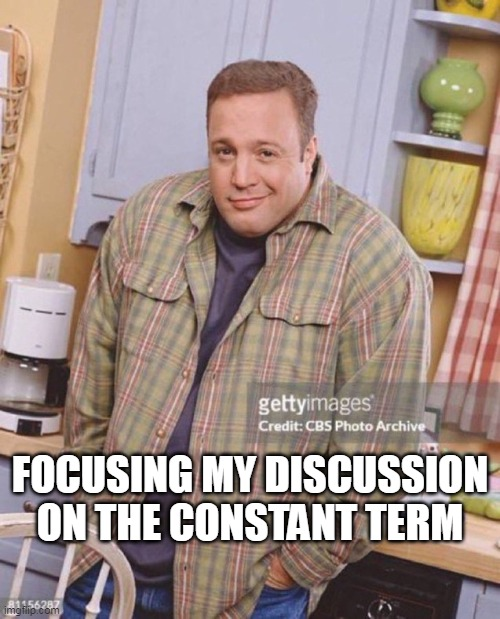 gettyimages®
Credit: CBS Photo Archive
FOCUSING MY DISCUSSION
ON THE CONSTANT TERM
81156287
imgflip.com